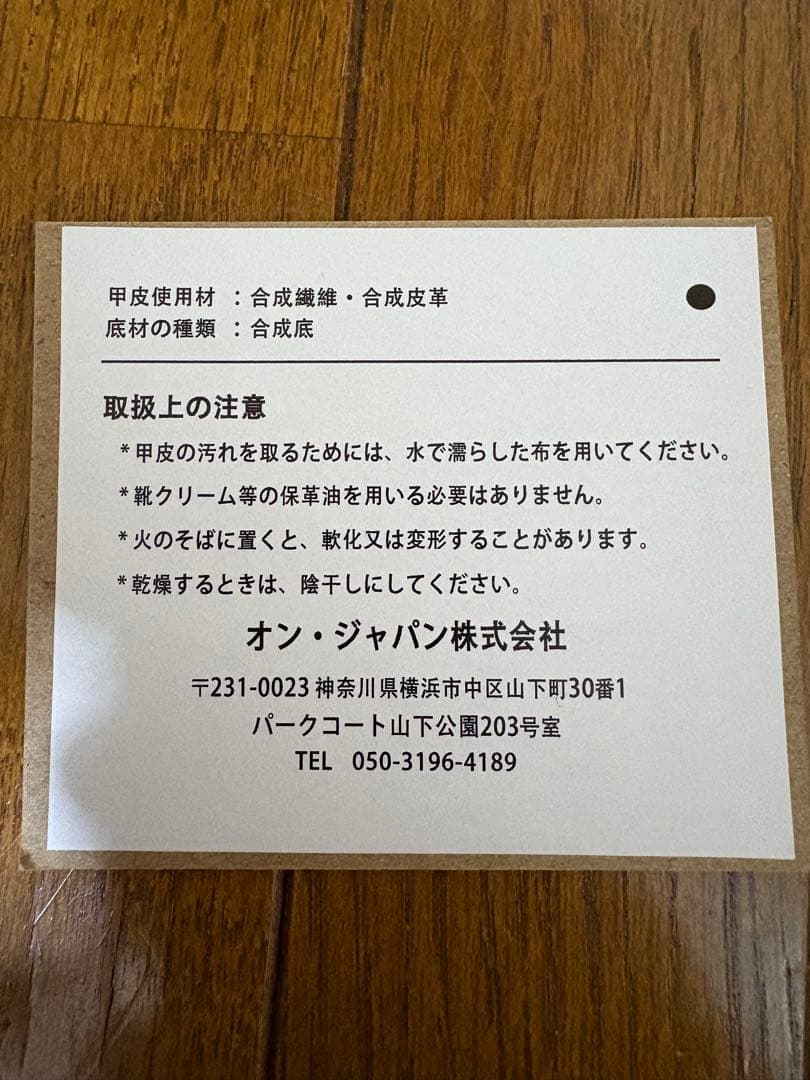 甲皮使用材 ：合成繊維・合成皮革
底材の種類 ：合成底
取扱上の注意
*甲皮の汚れを取るためには、水で濡らした布を用いてください。
*靴クリーム等の保革油を用いる必要はありません。
*火のそばに置くと、軟化又は変形することがあります。
*乾燥するときは、陰干しにしてください。
オン・ジャパン株式会社
〒231-0023 神奈川県横浜市中区山下町30番1
パークコート山下公園203号室
TEL 050-3196-4189